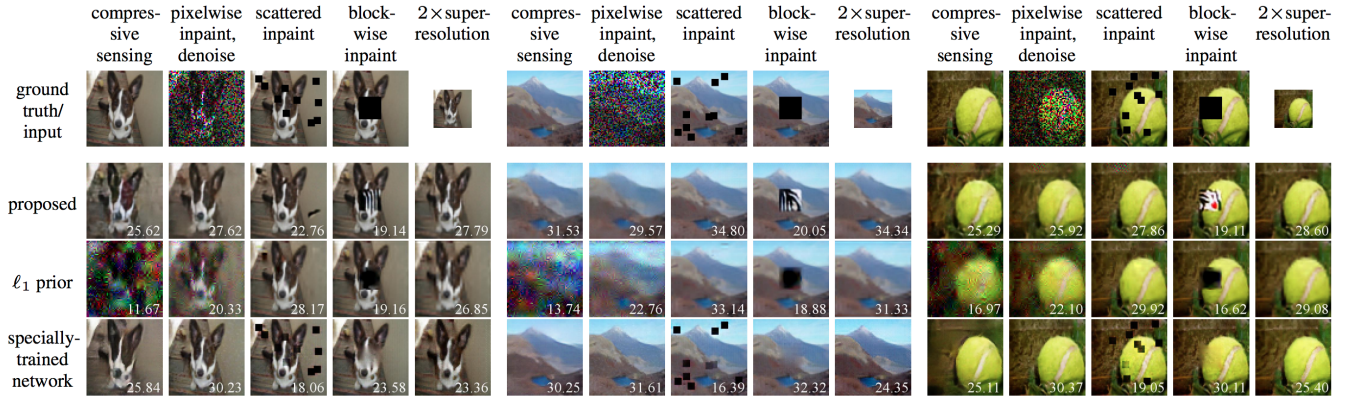 compres- pixelwise scattered block- 2×super- compres- pixelwise scattered block- 2×super- compres- pixelwise scattered block- 2×super-
sive inpaint, inpaint wise resolution sive inpaint, inpaint wise resolution sive inpaint, inpaint wise resolution
sensing denoise inpaint sensing denoise inpaint sensing denoise inpaint
ground
truth/
input
proposed 25.62 27.62 22.76 19.14 27.79 31.53 29.57 34.80 20.05 34.34 25.29 25.92 27.86 19.11 28.60
ℓ1 prior 11.67 20.33 28.17 19.16 26.85 13.74 22.76 33.14 18.88 31.33 16.97 22.10 29.92 16.62 29.08
specially-
trained
network 25.84 30.23 18.06 23.58 23.36 30.25 31.61 16.39 32.32 24.35 25.11 30.37 19.05 30.11 25.40